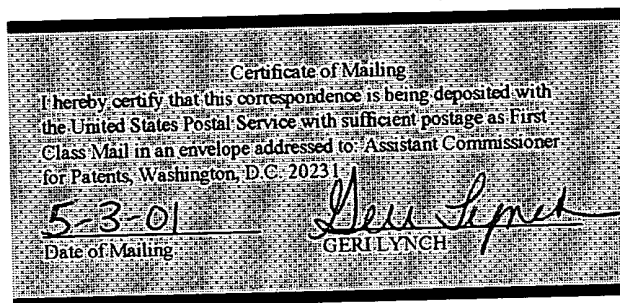 Certificate of Mailing
I hereby certify that this correspondence is being deposited with
the United States Postal Service with sufficient postage as First
Class Mail in an envelope addressed to: Assistant Commissioner
for Patents, Washington, D.C. 20231
5-3-01 Geri Lynch
Date of Mailing GERI LYNCH